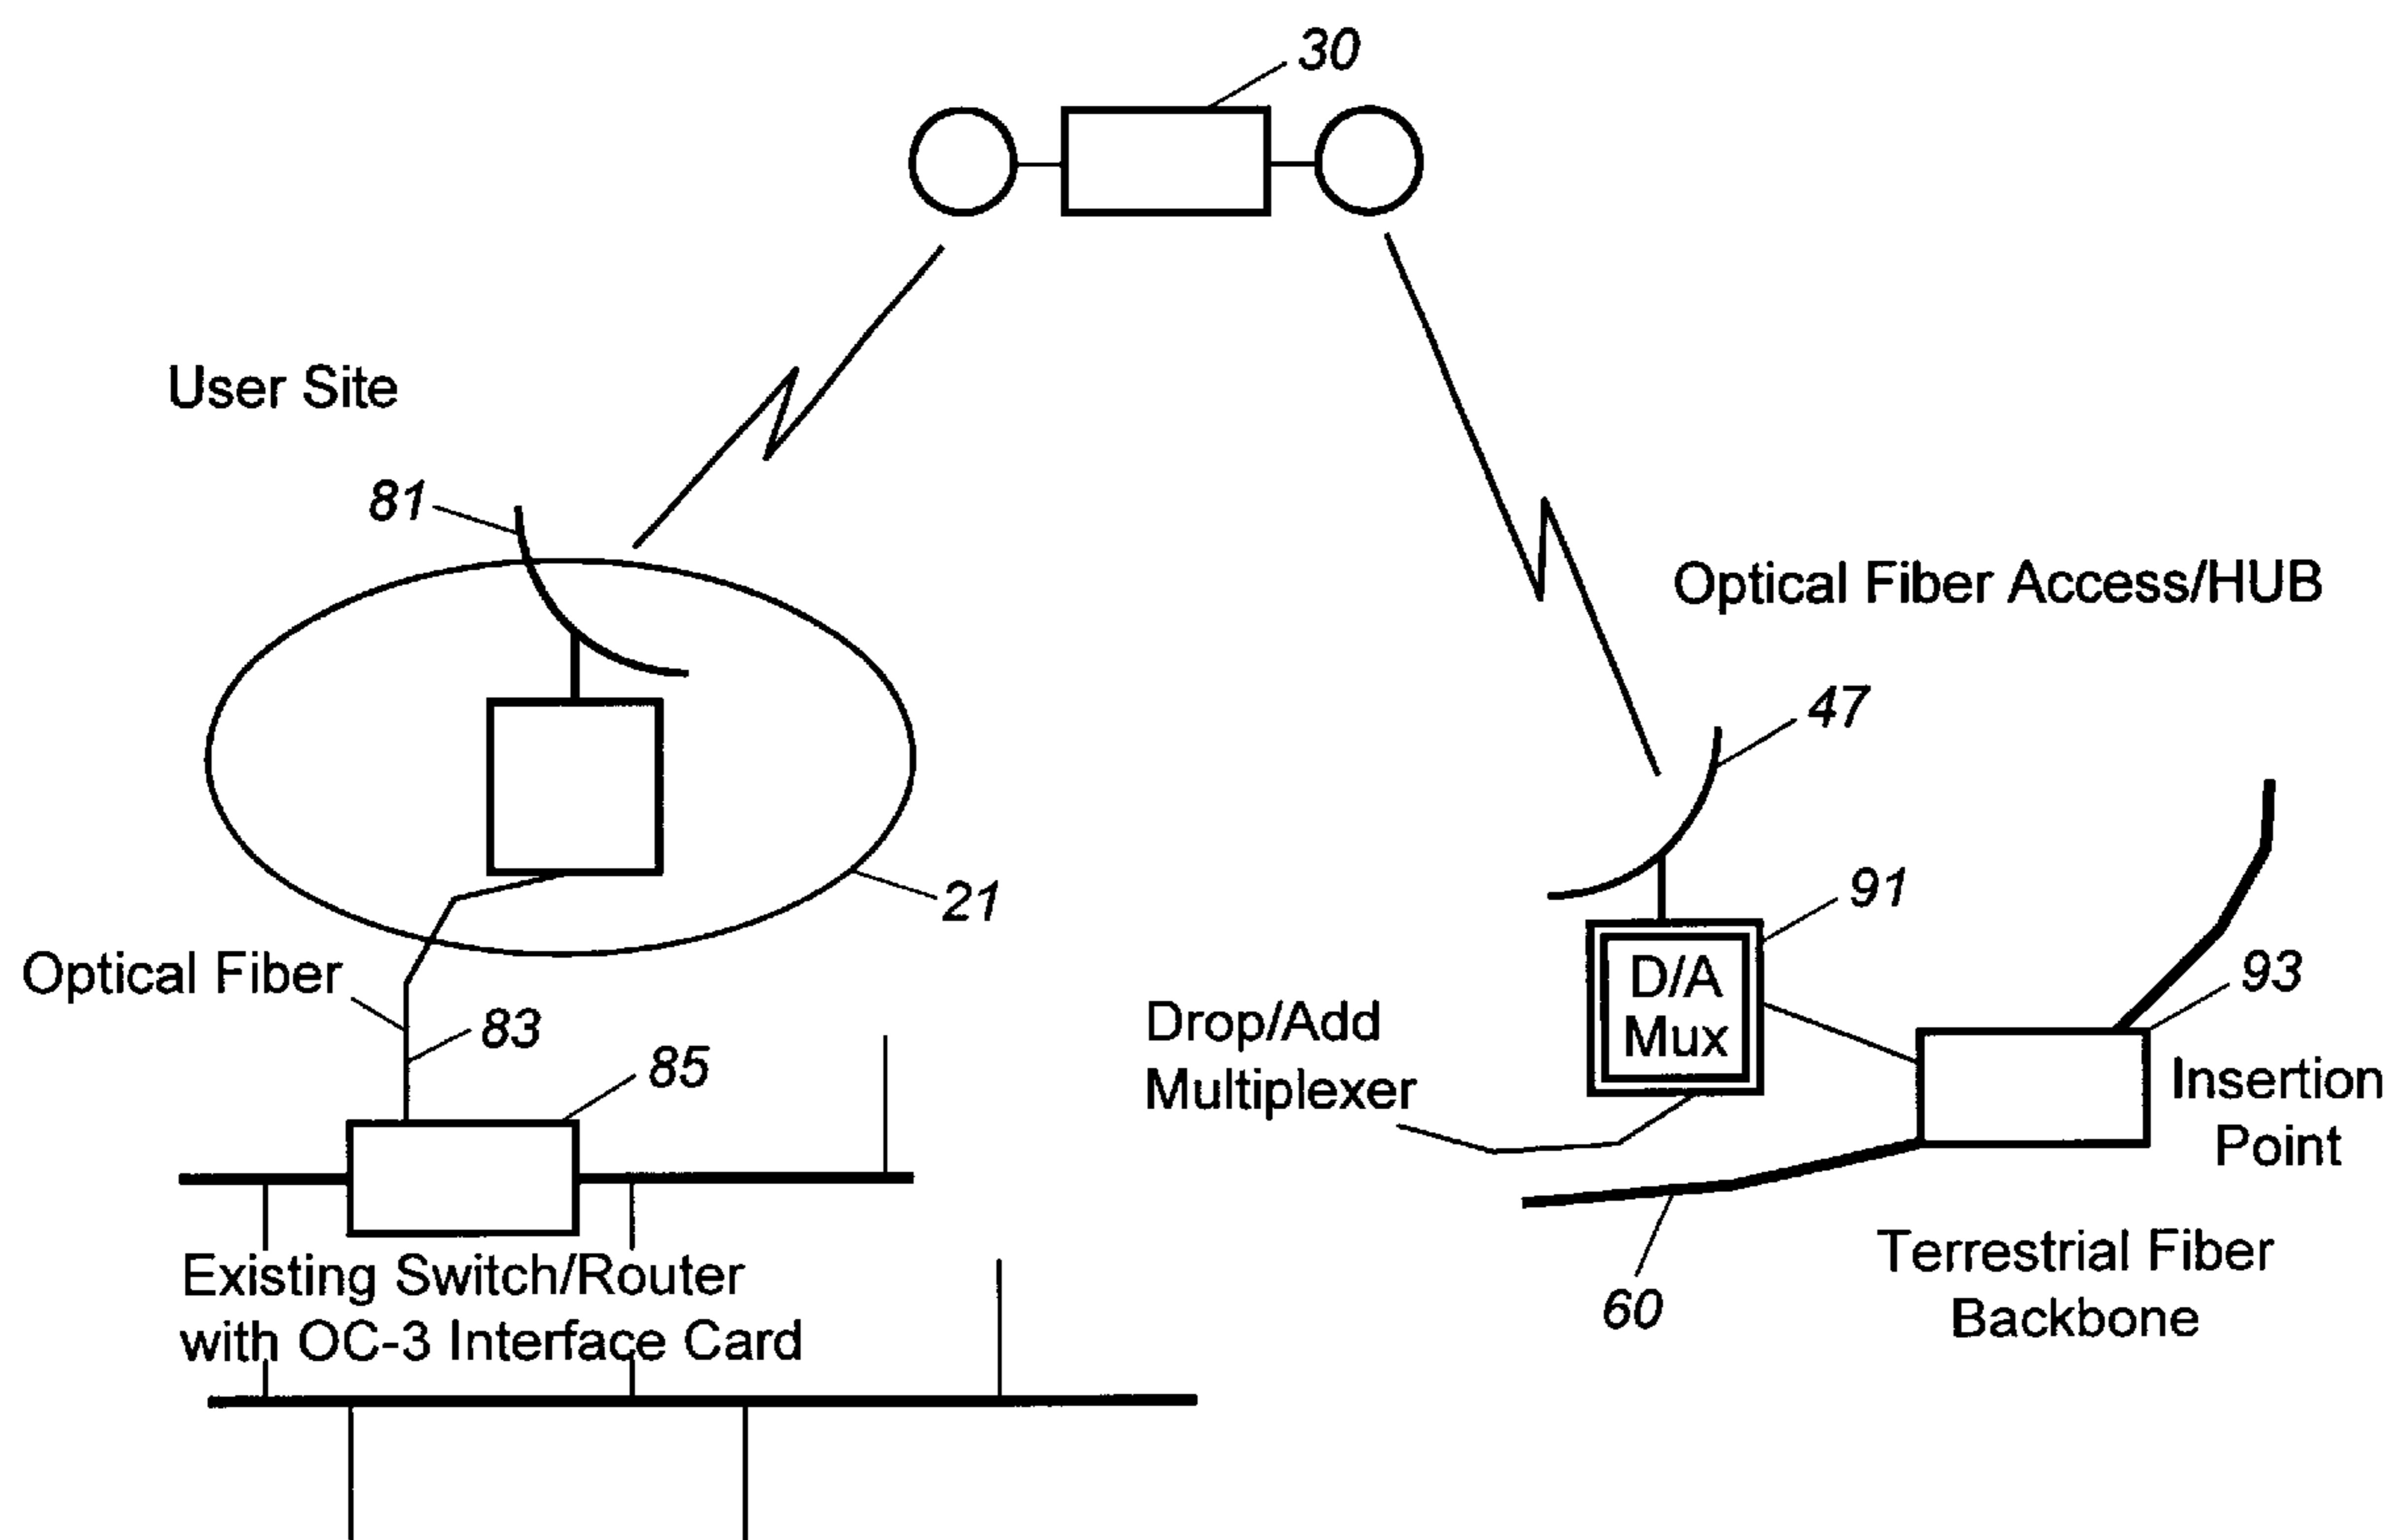 30
User Site
81
Optical Fiber Access/HUB
47
21
91
Optical Fiber
D/A
Mux
93
83
Drop/Add
Multiplexer
85
Insertion
Point
Existing Switch/Router
with OC-3 Interface Card
60
Terrestrial Fiber
Backbone